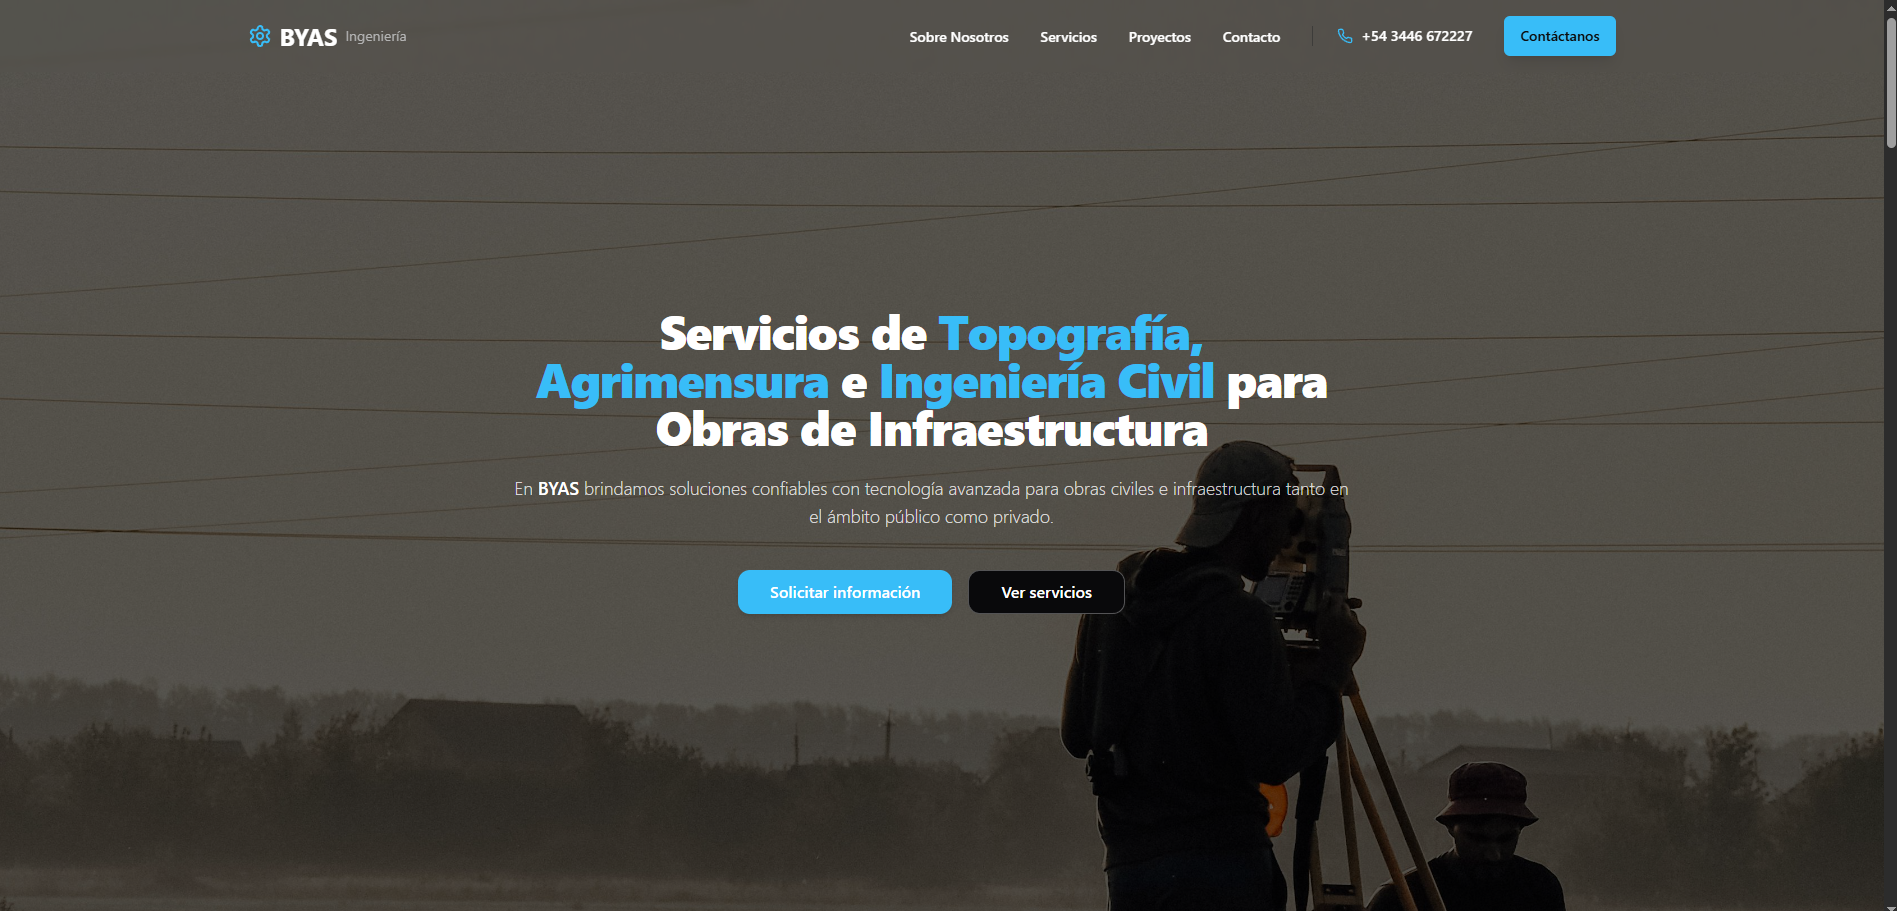 BYAS Ingeniería
Sobre Nosotros Servicios Proyectos Contacto +54 3446 672227 Contáctanos
Servicios de Topografía,
Agrimensura e Ingeniería Civil para
Obras de Infraestructura
En BYAS brindamos soluciones confiables con tecnología avanzada para obras civiles e infraestructura tanto en
el ámbito público como privado.
Solicitar información Ver servicios